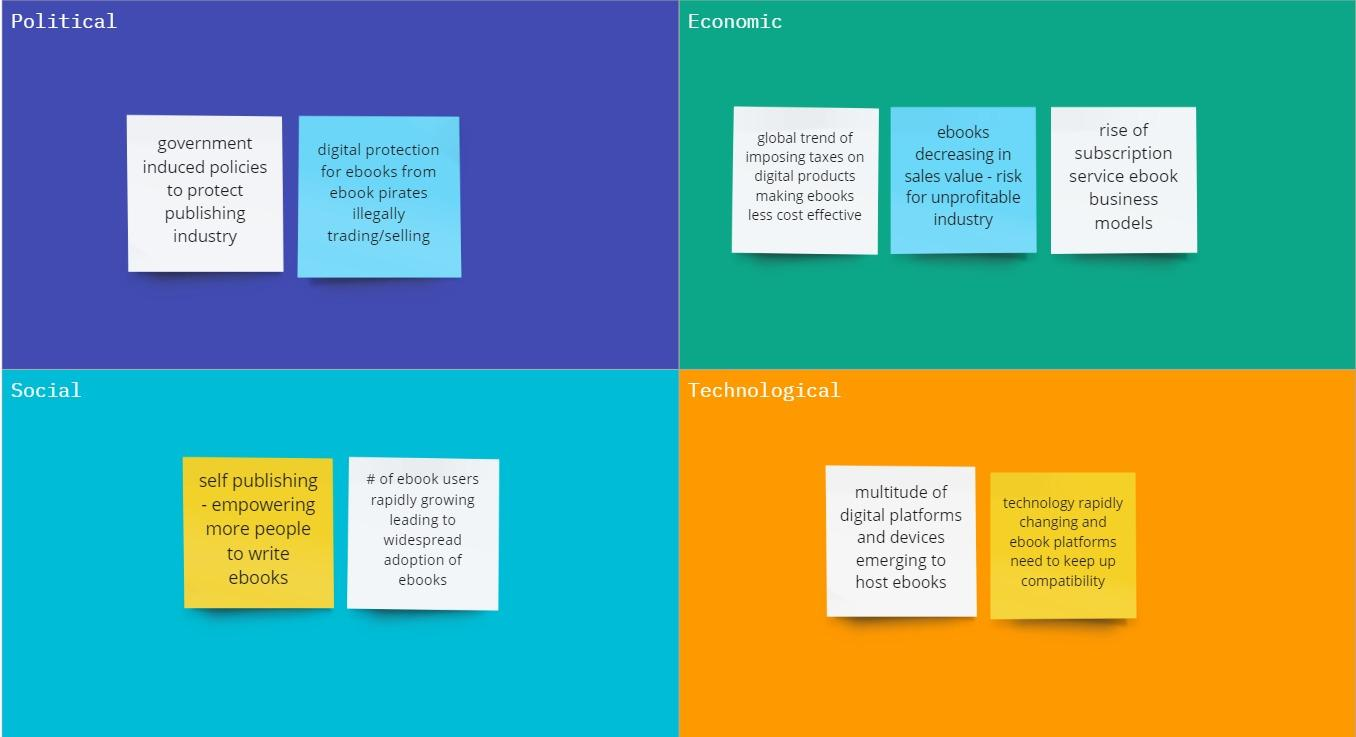 Political
government
induced policies
to protect
publishing
industry
digital protection
for ebooks from
ebook pirates
illegally
trading/selling
Economic
global trend of
imposing taxes on
digital products
making ebooks
less cost effective
ebooks
decreasing in
sales value - risk
for unprofitable
industry
rise of
subscription
service ebook
business
models
Social
self publishing
- empowering
more people
to write
ebooks
# of ebook users
rapidly growing
leading to
widespread
adoption of
ebooks
Technological
multitude of
digital platforms
and devices
emerging to
host ebooks
technology rapidly
changing and
ebook platforms
need to keep up
compatibility